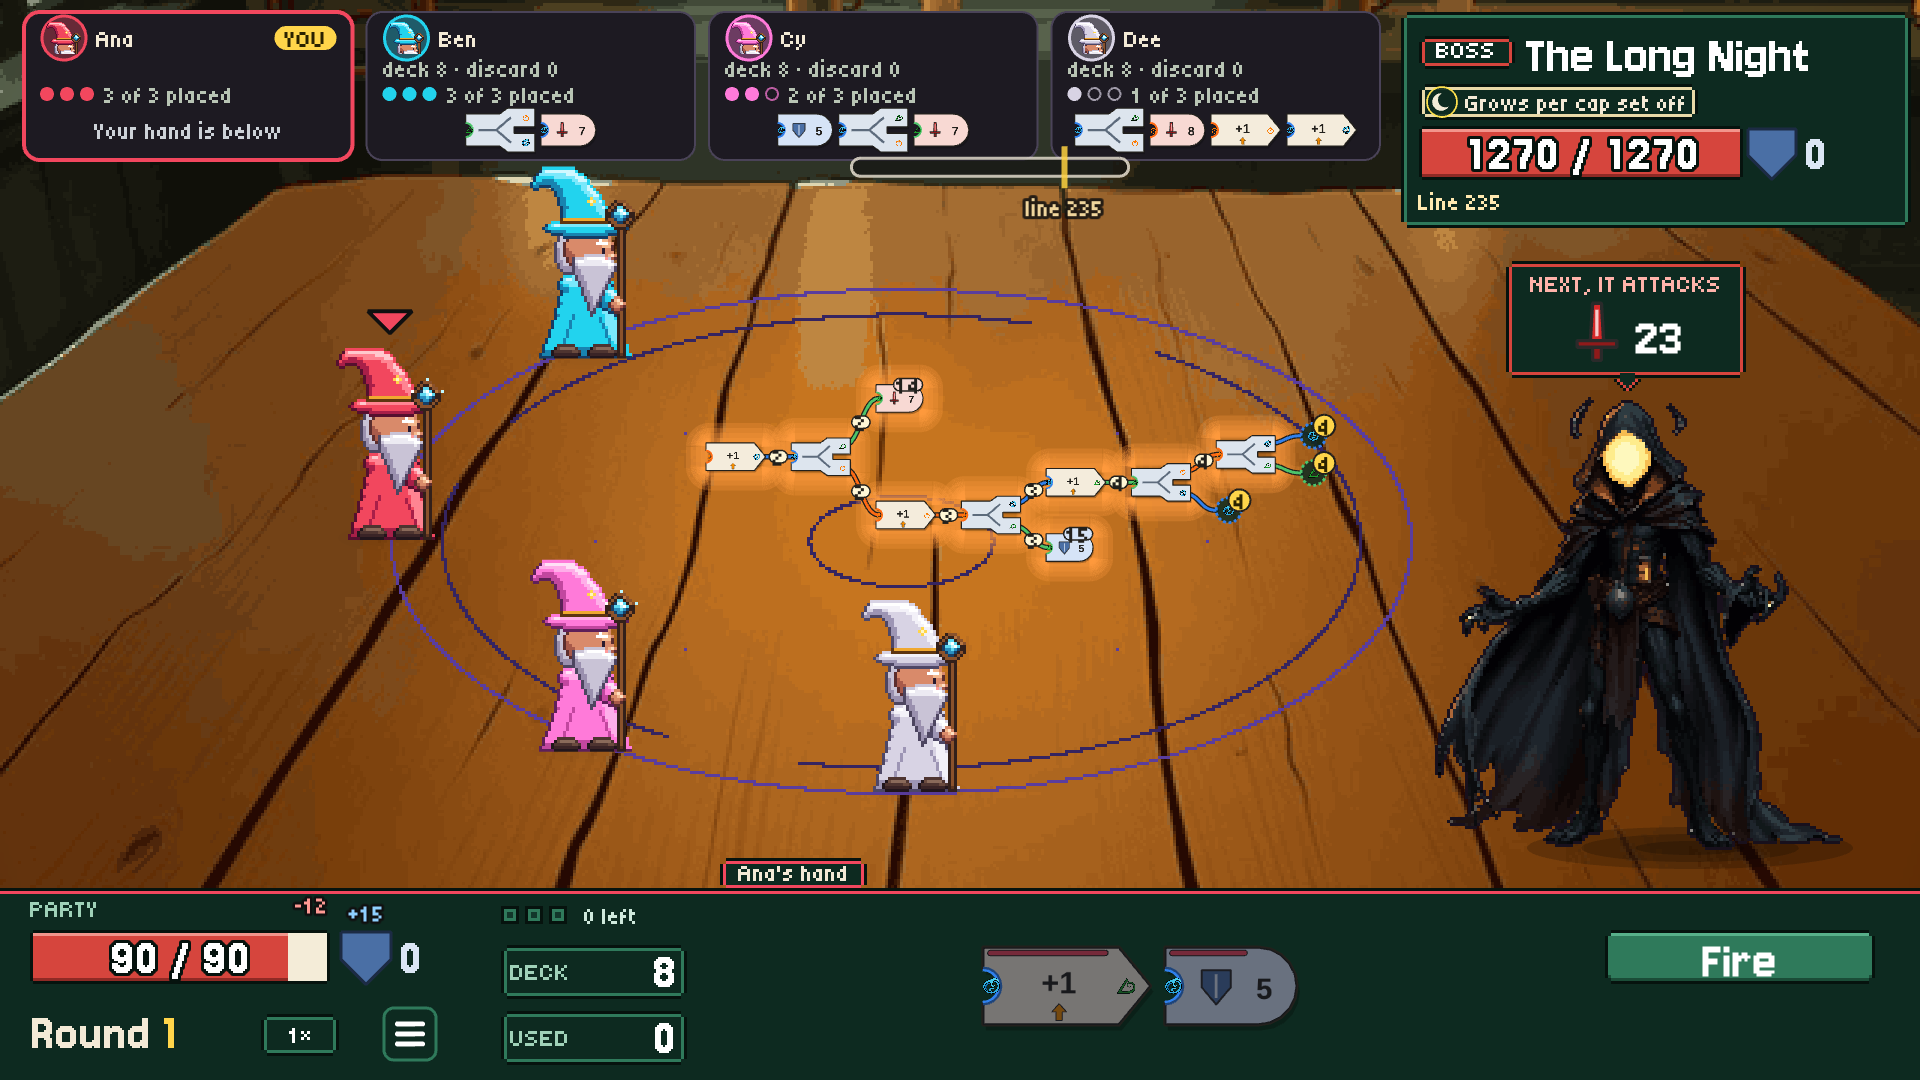 Ana
YOU
3 of 3 placed
Your hand is below
Ben
deck 8 · discard 0
3 of 3 placed
7
Cy
deck 8 · discard 0
2 of 3 placed
5
7
Dee
deck 8 · discard 0
1 of 3 placed
8
+1
+1
BOSS
The Long Night
Grows per cap set off
1270 / 1270
0
Line 235
line 235
NEXT, IT ATTACKS
23
14
7
+1
+1
+1
15
5
Ana's hand
PARTY
-12
+15
90 / 90
0
Round 1
1×
0 left
DECK
8
USED
0
+1
5
Fire